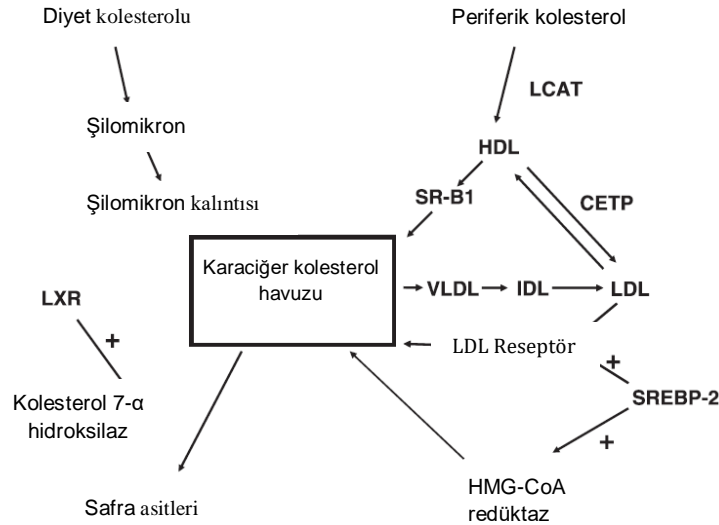 Diyet kolesterolu
Periferik kolesterol
LCAT
Şilomikron
HDL
Şilomikron kalıntısı
SR-B1
CETP
Karaciğer kolesterol
havuzu
LXR
VLDL
IDL
LDL
+
LDL Reseptör
+
Kolesterol 7-α
hidroksilaz
SREBP-2
+
HMG-CoA
redüktaz
Safra asitleri